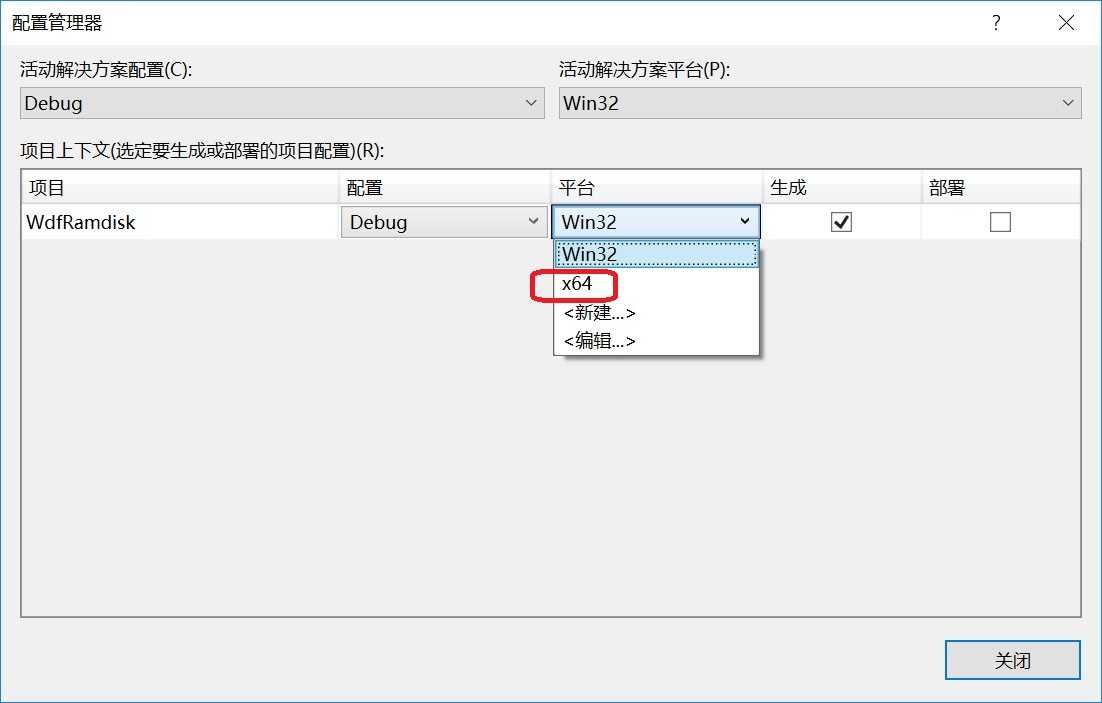 配置管理器
?
活动解决方案配置(C):
活动解决方案平台(P):
Debug
Win32
项目上下文(选定要生成或部署的项目配置)(R):
项目 配置 平台 生成 部署
WdfRamdisk Debug Win32
Win32
x64
<新建...>
<编辑...>
关闭